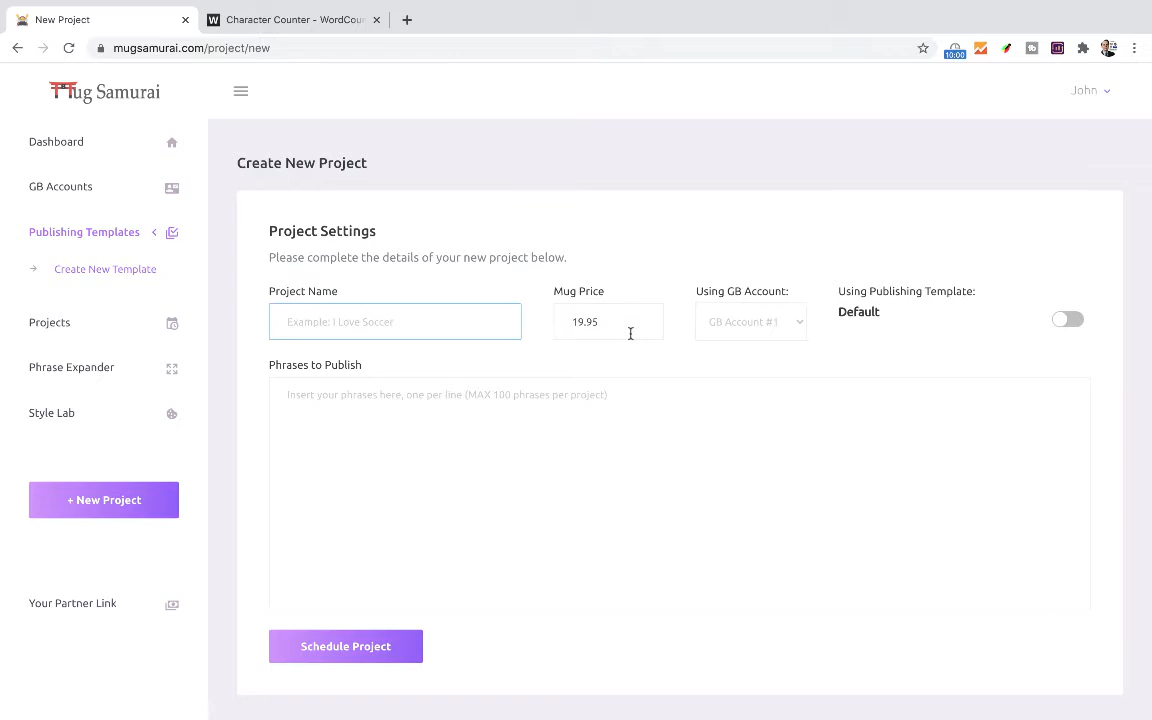 New Project
Character Counter - WordCou
mugsamurai.com/project/new
10:00
Mug Samurai
John
Dashboard
GB Accounts
Publishing Templates
Create New Template
Projects
Phrase Expander
Style Lab
+ New Project
Your Partner Link
Create New Project
Project Settings
Please complete the details of your new project below.
Project Name
Mug Price
Using GB Account:
Using Publishing Template:
Example: I Love Soccer
19.95
GB Account #1
Default
Phrases to Publish
Insert your phrases here, one per line (MAX 100 phrases per project)
Schedule Project